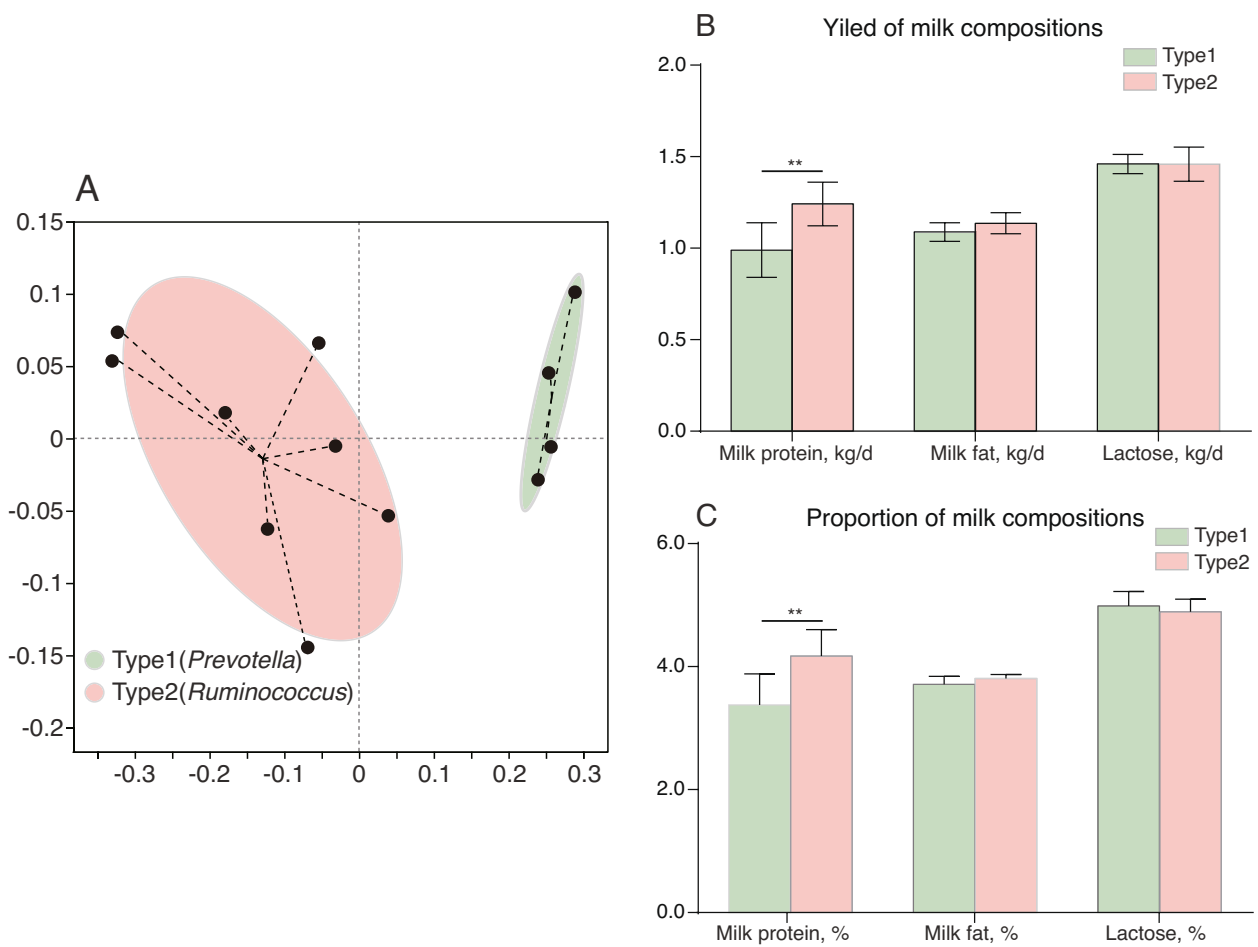 A
0.15
0.1
0.05
0
-0.05
-0.1
-0.15
-0.2
Type1(Prevotella)
Type2(Ruminococcus)
-0.3 -0.2 -0.1 0 0.1 0.2 0.3
B
Yiled of milk compositions
Type1
Type2
2.0
1.5
1.0
0.5
0.0
**
Milk protein, kg/d Milk fat, kg/d Lactose, kg/d
C
Proportion of milk compositions
Type1
Type2
6.0
4.0
2.0
0.0
**
Milk protein, % Milk fat, % Lactose, %